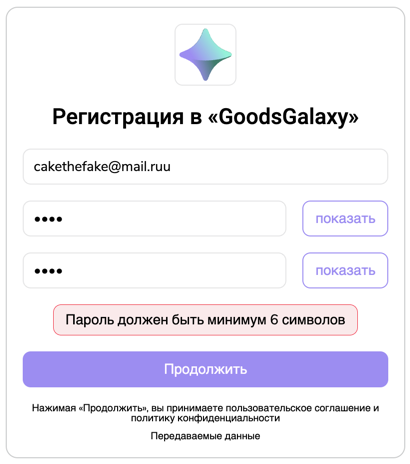 Регистрация в «GoodsGalaxy»
cakethefake@mail.ruu
•••• показать
•••• показать
Пароль должен быть минимум 6 символов
Продолжить
Нажимая «Продолжить», вы принимаете пользовательское соглашение и
политику конфиденциальности
Передаваемые данные